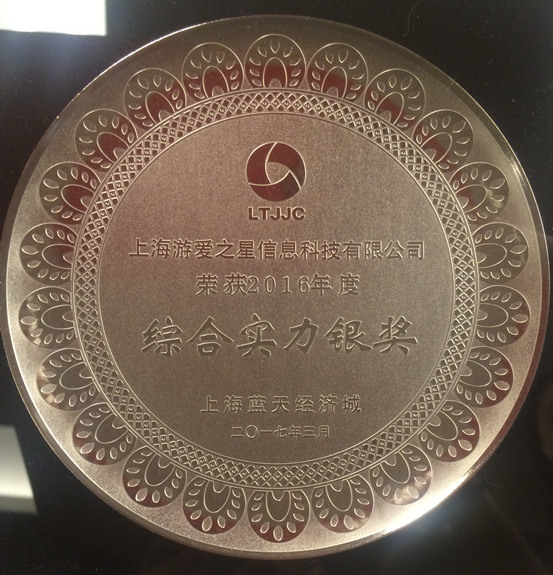 LTJJC
上海游爱之星信息科技有限公司
荣获2016年度
综合实力银奖
上海蓝天经济城
二〇一七年三月